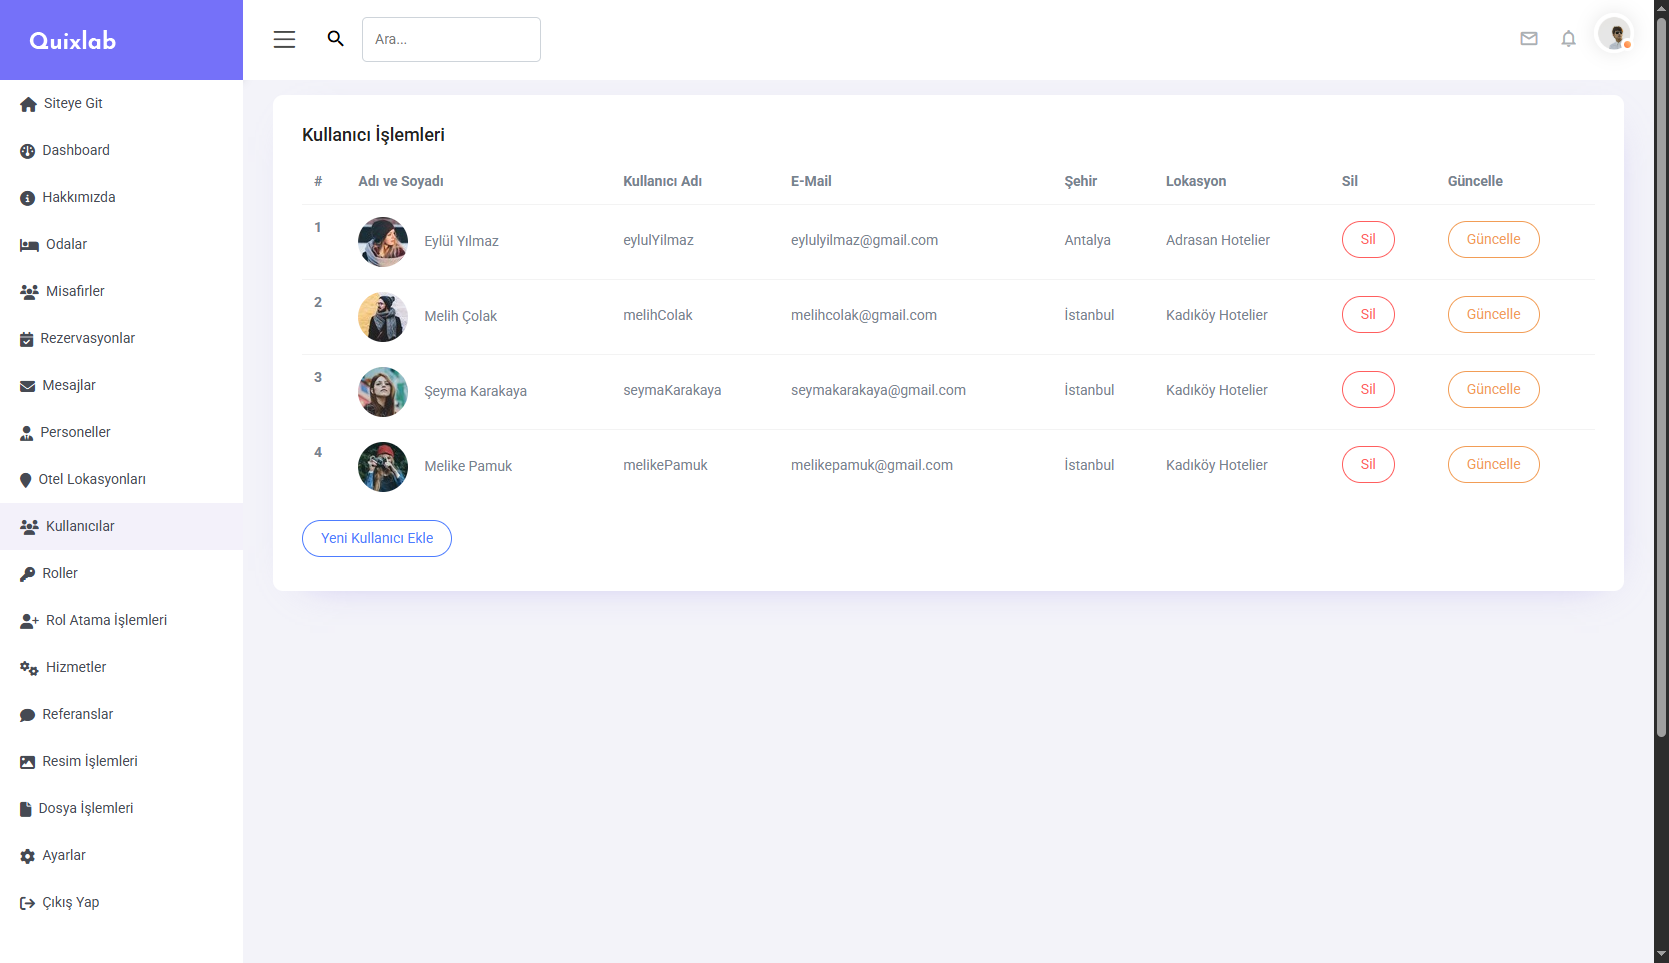 Quixlab
Ara...
Siteye Git
Dashboard
Hakkımızda
Odalar
Misafirler
Rezervasyonlar
Mesajlar
Personeller
Otel Lokasyonları
Kullanıcılar
Roller
Rol Atama İşlemleri
Hizmetler
Referanslar
Resim İşlemleri
Dosya İşlemleri
Ayarlar
Çıkış Yap
Kullanıcı İşlemleri
# Adı ve Soyadı Kullanıcı Adı E-Mail Şehir Lokasyon Sil Güncelle
1 Eylül Yılmaz eylulYilmaz eylulyilmaz@gmail.com Antalya Adrasan Hotelier Sil Güncelle
2 Melih Çolak melihColak melihcolak@gmail.com İstanbul Kadıköy Hotelier Sil Güncelle
3 Şeyma Karakaya seymaKarakaya seymakarakaya@gmail.com İstanbul Kadıköy Hotelier Sil Güncelle
4 Melike Pamuk melikePamuk melikepamuk@gmail.com İstanbul Kadıköy Hotelier Sil Güncelle
Yeni Kullanıcı Ekle